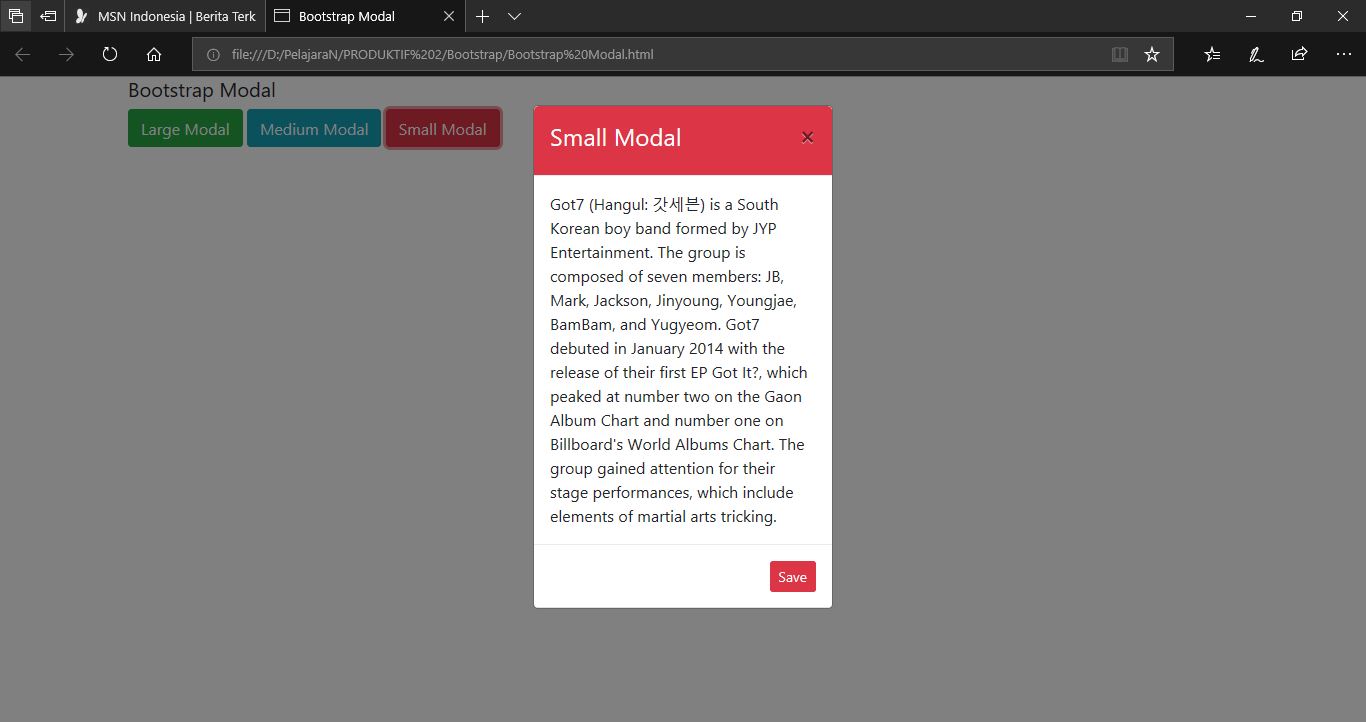 MSN Indonesia | Berita Terk
Bootstrap Modal
file:///D:/PelajaraN/PRODUKTIF%202/Bootstrap/Bootstrap%20Modal.html
Bootstrap Modal
Large Modal
Medium Modal
Small Modal
Small Modal
×
Got7 (Hangul: 갓세븐) is a South
Korean boy band formed by JYP
Entertainment. The group is
composed of seven members: JB,
Mark, Jackson, Jinyoung, Youngjae,
BamBam, and Yugyeom. Got7
debuted in January 2014 with the
release of their first EP Got It?, which
peaked at number two on the Gaon
Album Chart and number one on
Billboard's World Albums Chart. The
group gained attention for their
stage performances, which include
elements of martial arts tricking.
Save